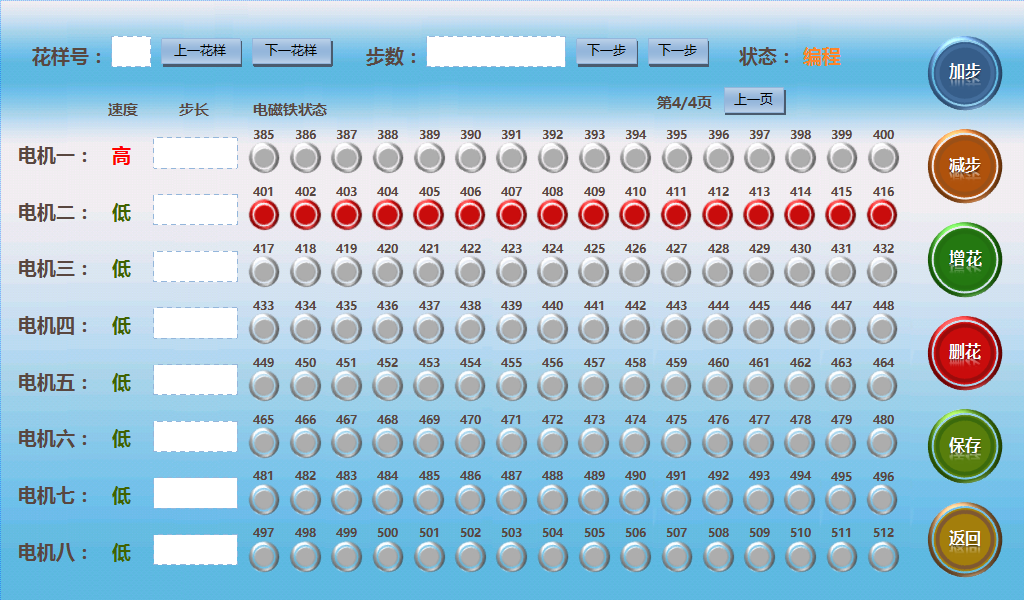 花样号： 上一花样 下一花样 步数： 下一步 下一步 状态： 编程
加步
速度 步长 电磁铁状态 第4/4页 上一页
385 386 387 388 389 390 391 392 393 394 395 396 397 398 399 400
电机一： 高
减步
401 402 403 404 405 406 407 408 409 410 411 412 413 414 415 416
电机二： 低
417 418 419 420 421 422 423 424 425 426 427 428 429 430 431 432
电机三： 低
增花
433 434 435 436 437 438 439 440 441 442 443 444 445 446 447 448
电机四： 低
删花
449 450 451 452 453 454 455 456 457 458 459 460 461 462 463 464
电机五： 低
465 466 467 468 469 470 471 472 473 474 475 476 477 478 479 480
电机六： 低
保存
481 482 483 484 485 486 487 488 489 490 491 492 493 494 495 496
电机七： 低
497 498 499 500 501 502 503 504 505 506 507 508 509 510 511 512
电机八： 低
返回